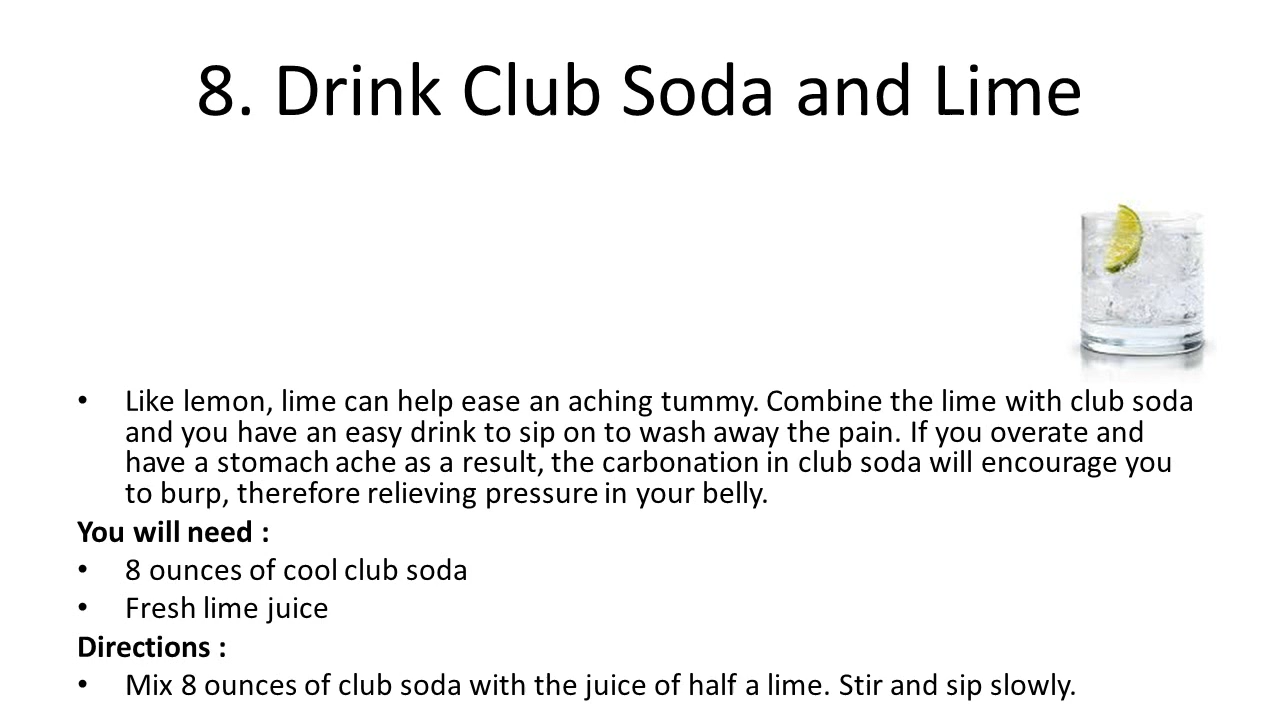 8. Drink Club Soda and Lime
• Like lemon, lime can help ease an aching tummy. Combine the lime with club soda
and you have an easy drink to sip on to wash away the pain. If you overate and
have a stomach ache as a result, the carbonation in club soda will encourage you
to burp, therefore relieving pressure in your belly.
You will need :
• 8 ounces of cool club soda
• Fresh lime juice
Directions :
• Mix 8 ounces of club soda with the juice of half a lime. Stir and sip slowly.